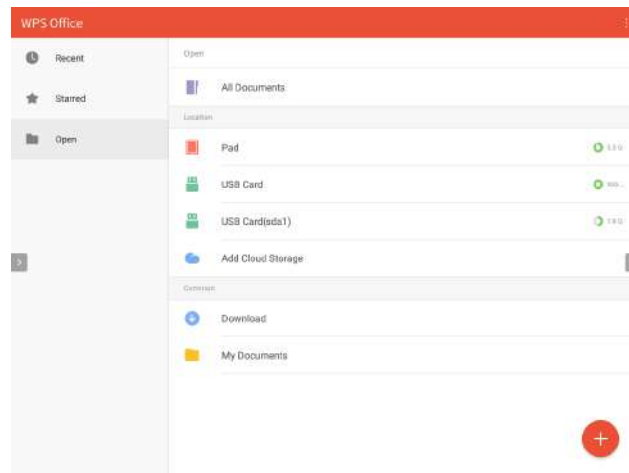 WPS Office
Recent
Starred
Open
Open
All Documents
Location
Pad
USB Card
USB Card(sda1)
Add Cloud Storage
Common
Download
My Documents